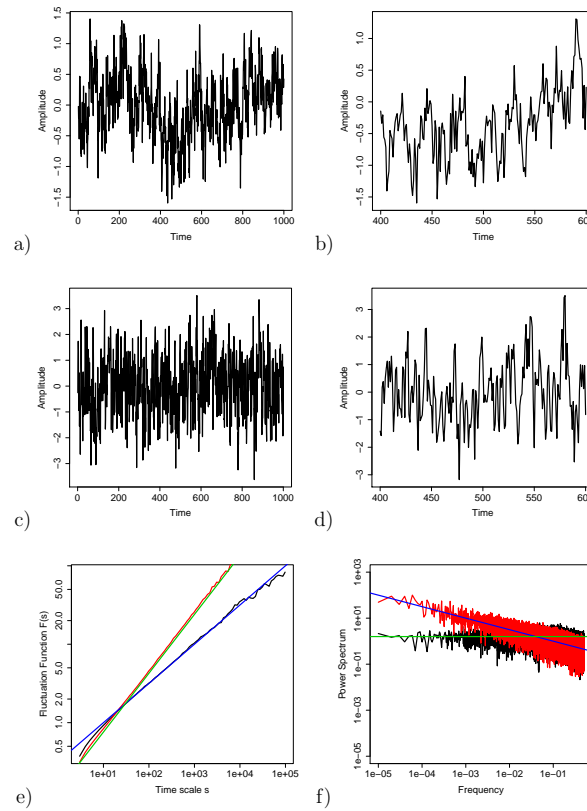 Amplitude
1.0
0.5
0.0
−0.5
−1.0
−1.5
0 200 400 600 800 1000
Time
a)
Amplitude
1.0
0.5
0.0
−0.5
−1.0
−1.5
400 450 500 550
Time
b)
Amplitude
3
2
1
0
−1
−2
−3
0 200 400 600 800 1000
Time
c)
Amplitude
3
2
1
0
−1
−2
−3
400 450 500 550
Time
d)
Fluctuation Function F(s)
50.0
20.0
5.0
2.0
1.0
0.5
1e+01 1e+02 1e+03 1e+04 1e+05
Time scale s
e)
Power Spectrum
1e+03
1e+01
1e−01
1e−03
1e−05
1e−05 1e−04 1e−03 1e−02 1e−01
Frequency
f)